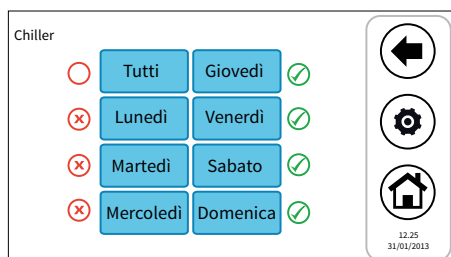 Chiller
Tutti Giovedì
Lunedì Venerdì
Martedì Sabato
Mercoledì Domenica
12.25
31/01/2013